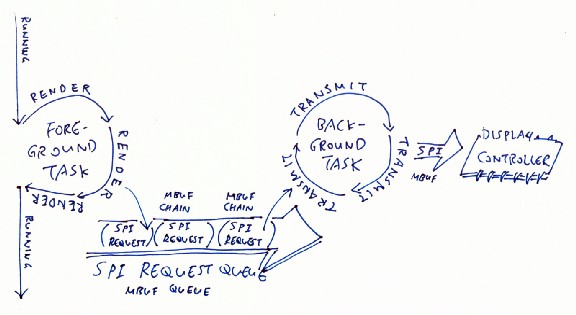 RUNNING
RENDER
FORE-
GROUND
TASK
RENDER
RENDER
RUNNING
MBUF
CHAIN
MBUF
CHAIN
SPI
REQUEST
SPI
REQUEST
SPI
REQUEST
SPI REQUEST QUEUE
MBUF QUEUE
TRANSMIT
BACK-
GROUND
TASK
TRANSMIT
TRANSMIT
SPI
MBUF
DISPLAY
CONTROLLER